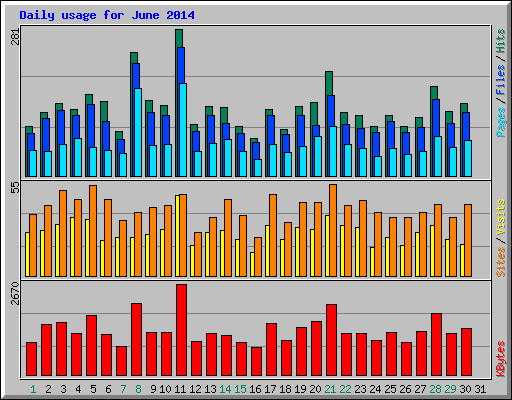 Daily usage for June 2014
281
Pages / Files / Hits
55
Sites / Visits
2670
KBytes
1 2 3 4 5 6 7 8 9 10 11 12 13 14 15 16 17 18 19 20 21 22 23 24 25 26 27 28 29 30 31